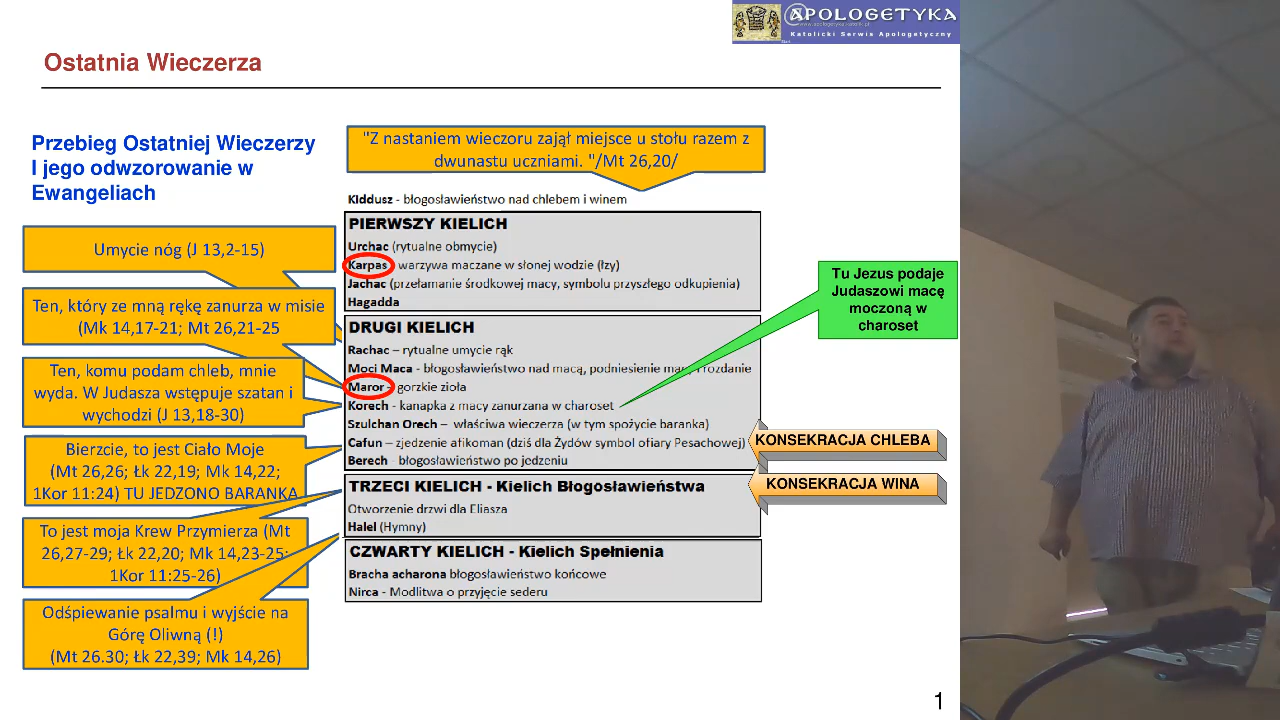 @APOLOGETYKA
www.apologetyka.katolik.pl
Katolicki Serwis Apologetyczny
Ostatnia Wieczerza
Przebieg Ostatniej Wieczerzy
I jego odwzorowanie w
Ewangeliach
"Z nastaniem wieczoru zajął miejsce u stołu razem z
dwunastu uczniami. "/Mt 26,20/
Kiddusz - błogosławieństwo nad chlebem i winem
PIERWSZY KIELICH
Urchac (rytualne obmycie)
Karpas - warzywa maczane w słonej wodzie (łzy)
Jachac (przełamanie środkowej macy, symbolu przyszłego odkupienia)
Hagadda
DRUGI KIELICH
Rachac – rytualne umycie rąk
Moci Maca - błogosławieństwo nad macą, podniesienie macy i rozdanie
Maror - gorzkie zioła
Korech - kanapka z macy zanurzana w charoset
Szulchan Orech – właściwa wieczerza (w tym spożycie baranka)
Cafun – zjedzenie afikoman (dziś dla Żydów symbol ofiary Pesachowej)
Berech - błogosławieństwo po jedzeniu
TRZECI KIELICH - Kielich Błogosławieństwa
Otworzenie drzwi dla Eliasza
Halel (Hymny)
CZWARTY KIELICH - Kielich Spełnienia
Bracha acharona błogosławieństwo końcowe
Nirca - Modlitwa o przyjęcie sederu
Umycie nóg (J 13,2-15)
Ten, który ze mną rękę zanurza w misie
(Mk 14,17-21; Mt 26,21-25
Ten, komu podam chleb, mnie
wyda. W Judasza wstępuje szatan i
wychodzi (J 13,18-30)
Bierzcie, to jest Ciało Moje
(Mt 26,26; Łk 22,19; Mk 14,22;
1Kor 11:24) TU JEDZONO BARANKA
To jest moja Krew Przymierza (Mt
26,27-29; Łk 22,20; Mk 14,23-25;
1Kor 11:25-26)
Odśpiewanie psalmu i wyjście na
Górę Oliwną (!)
(Mt 26.30; Łk 22,39; Mk 14,26)
Tu Jezus podaje
Judaszowi macę
moczoną w
charoset
KONSEKRACJA CHLEBA
KONSEKRACJA WINA
1